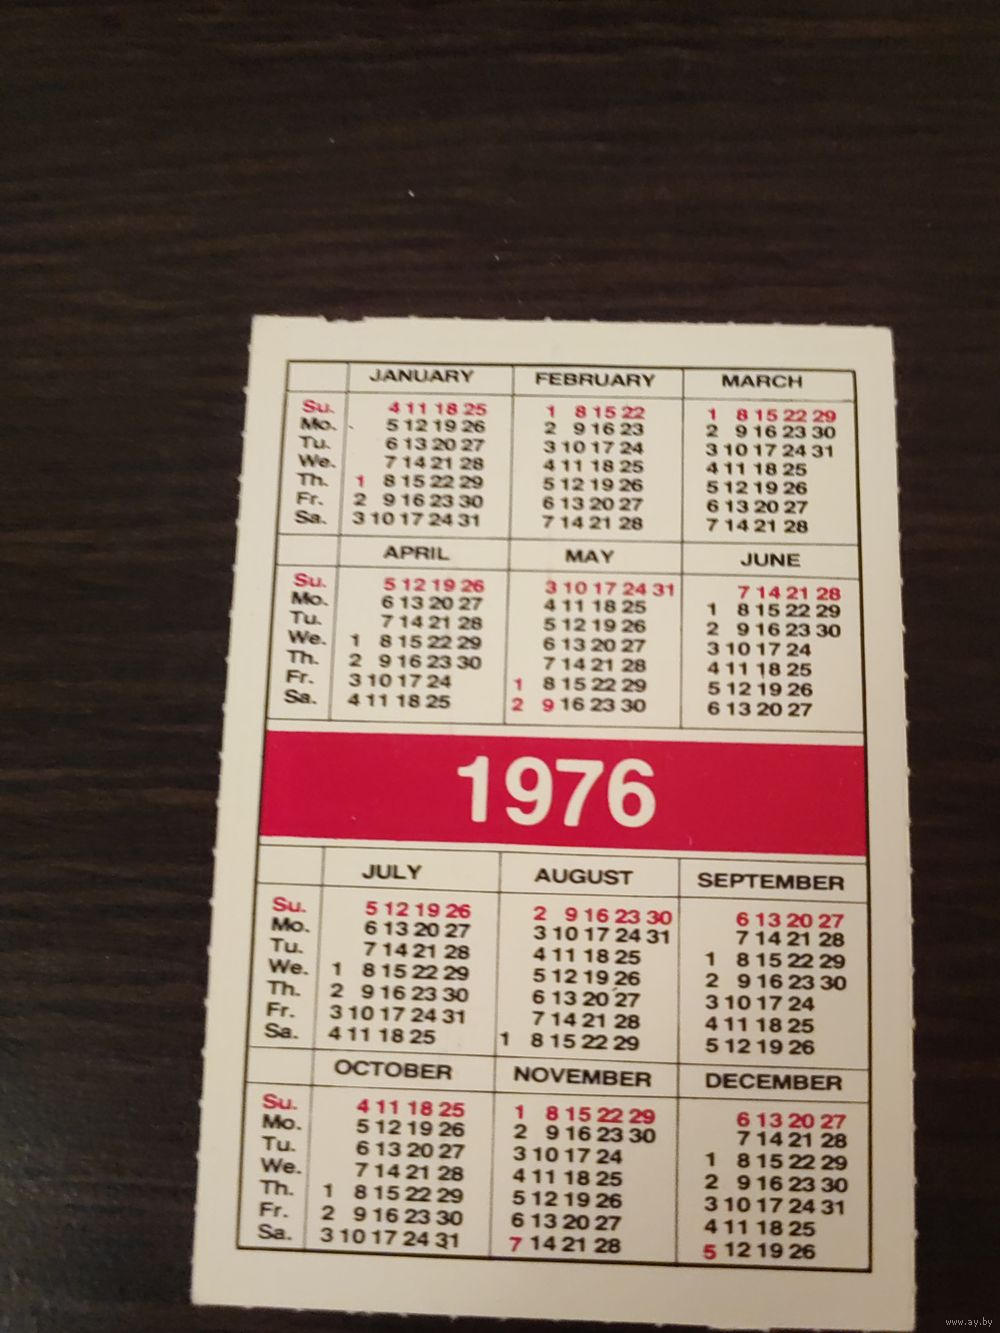 JANUARY FEBRUARY MARCH
Su. 4 11 18 25 1 8 15 22 1 8 15 22 29
Mo. 5 12 19 26 2 9 16 23 2 9 16 23 30
Tu. 6 13 20 27 3 10 17 24 3 10 17 24 31
We. 7 14 21 28 4 11 18 25 4 11 18 25
Th. 1 8 15 22 29 5 12 19 26 5 12 19 26
Fr. 2 9 16 23 30 6 13 20 27 6 13 20 27
Sa. 3 10 17 24 31 7 14 21 28 7 14 21 28
APRIL MAY JUNE
Su. 5 12 19 26 3 10 17 24 31 7 14 21 28
Mo. 6 13 20 27 4 11 18 25 1 8 15 22 29
Tu. 7 14 21 28 5 12 19 26 2 9 16 23 30
We. 1 8 15 22 29 6 13 20 27 3 10 17 24
Th. 2 9 16 23 30 7 14 21 28 4 11 18 25
Fr. 3 10 17 24 1 8 15 22 29 5 12 19 26
Sa. 4 11 18 25 2 9 16 23 30 6 13 20 27
1976
JULY AUGUST SEPTEMBER
Su. 5 12 19 26 2 9 16 23 30 6 13 20 27
Mo. 6 13 20 27 3 10 17 24 31 7 14 21 28
Tu. 7 14 21 28 4 11 18 25 1 8 15 22 29
We. 1 8 15 22 29 5 12 19 26 2 9 16 23 30
Th. 2 9 16 23 30 6 13 20 27 3 10 17 24
Fr. 3 10 17 24 31 7 14 21 28 4 11 18 25
Sa. 4 11 18 25 1 8 15 22 29 5 12 19 26
OCTOBER NOVEMBER DECEMBER
Su. 4 11 18 25 1 8 15 22 29 6 13 20 27
Mo. 5 12 19 26 2 9 16 23 30 7 14 21 28
Tu. 6 13 20 27 3 10 17 24 1 8 15 22 29
We. 7 14 21 28 4 11 18 25 2 9 16 23 30
Th. 1 8 15 22 29 5 12 19 26 3 10 17 24 31
Fr. 2 9 16 23 30 6 13 20 27 4 11 18 25
Sa. 3 10 17 24 31 7 14 21 28 5 12 19 26
www.ay.by